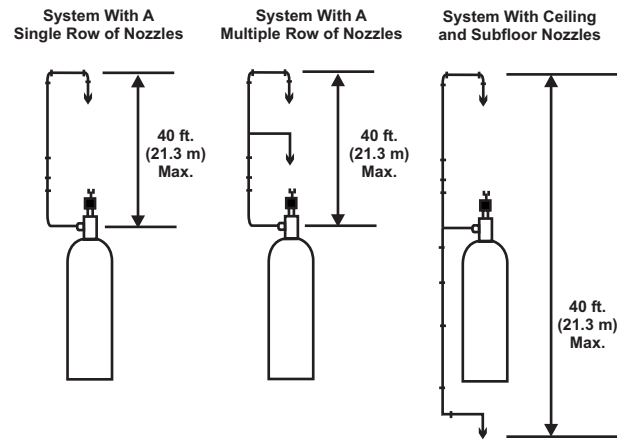 System With A
Single Row of Nozzles
System With A
Multiple Row of Nozzles
System With Ceiling
and Subfloor Nozzles
40 ft.
(21.3 m)
Max.
40 ft.
(21.3 m)
Max.
40 ft.
(21.3 m)
Max.